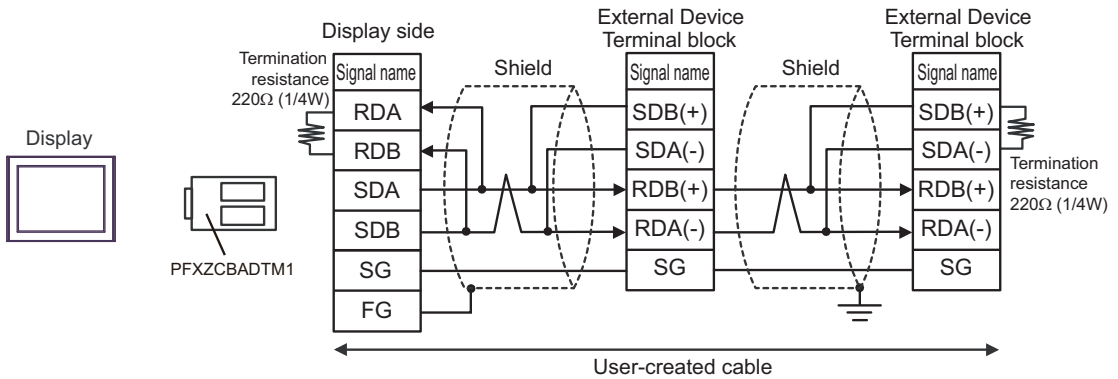 Display
PFXZCBADTM1
Display side
Termination
resistance
220Ω (1/4W)
Signal name
RDA
RDB
SDA
SDB
SG
FG
Shield
External Device
Terminal block
Signal name
SDB(+)
SDA(-)
RDB(+)
RDA(-)
SG
Shield
External Device
Terminal block
Signal name
SDB(+)
SDA(-)
RDB(+)
RDA(-)
SG
Termination
resistance
220Ω (1/4W)
User-created cable